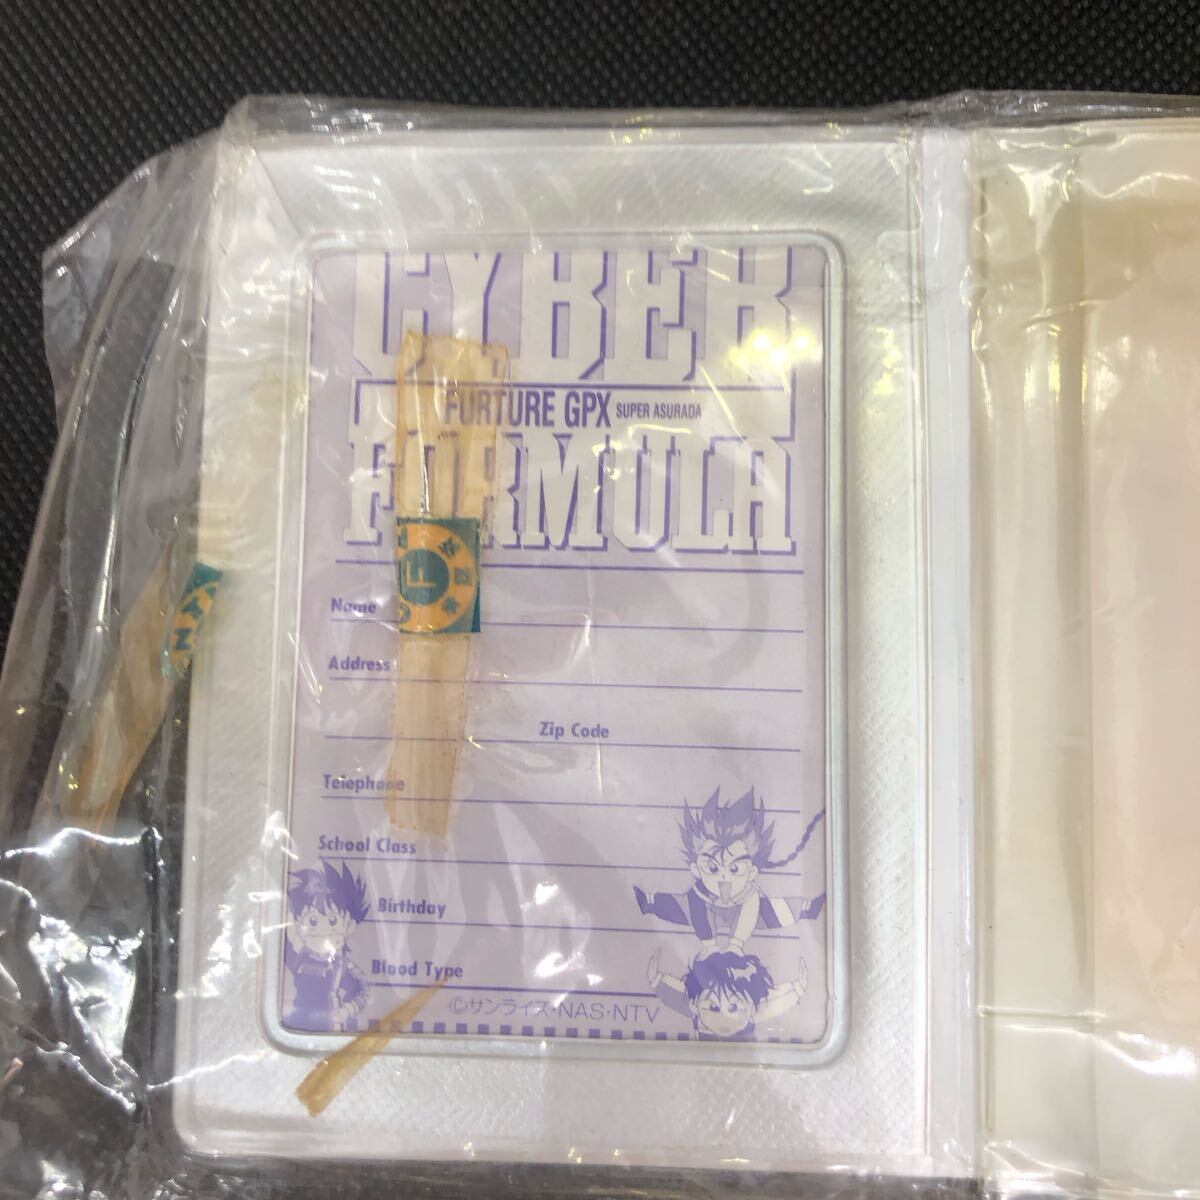 CYBER
FURTURE GPX SUPER ASURADA
FORMULA
Name
Address
Zip Code
Telephone
School Class
Birthday
Blood Type
©サンライズ・NAS・NTV